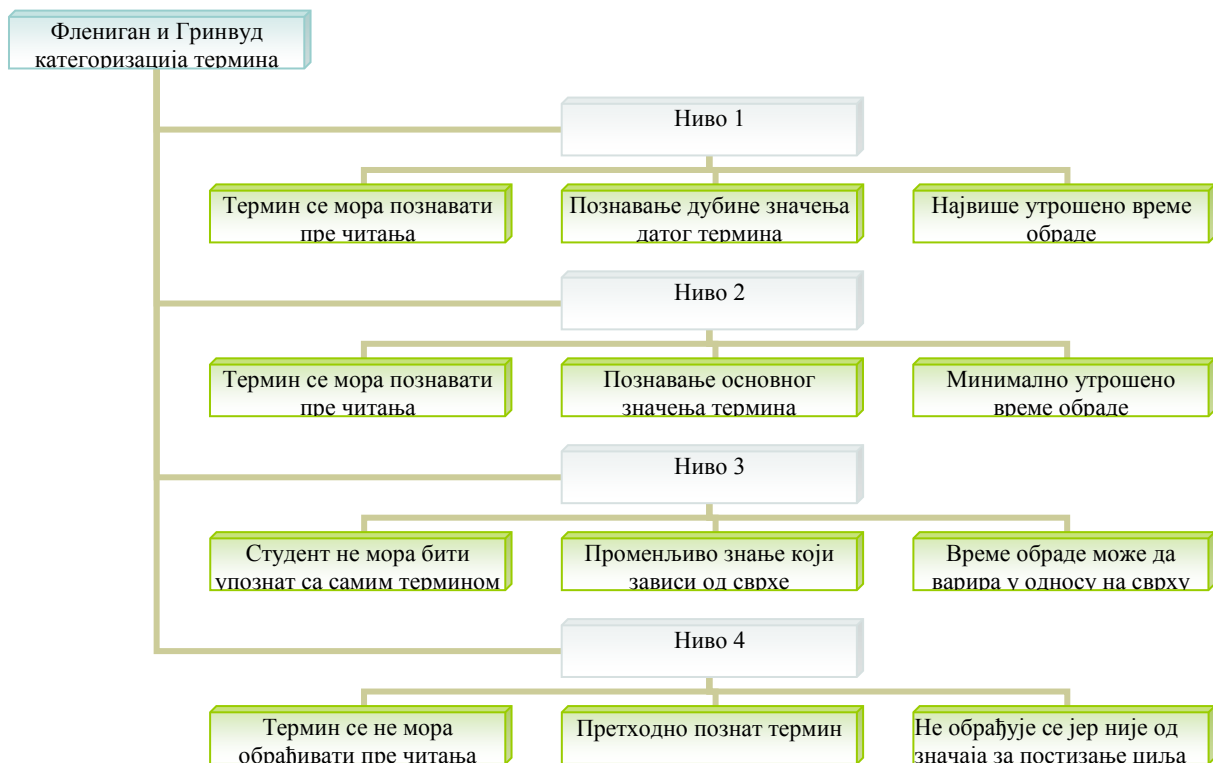 Флениган и Гринвуд
категоризација термина
Ниво 1
Термин се мора познавати
пре читања
Познавање дубине значења
датог термина
Највише утрошено време
обраде
Ниво 2
Термин се мора познавати
пре читања
Познавање основног
значења термина
Минимално утрошено
време обраде
Ниво 3
Студент не мора бити
упознат са самим термином
Променљиво знање који
зависи од сврхе
Време обраде може да
варира у односу на сврху
Ниво 4
Термин се не мора
обрађивати пре читања
Претходно познат термин
Не обрађује се јер није од
значаја за постизање циља